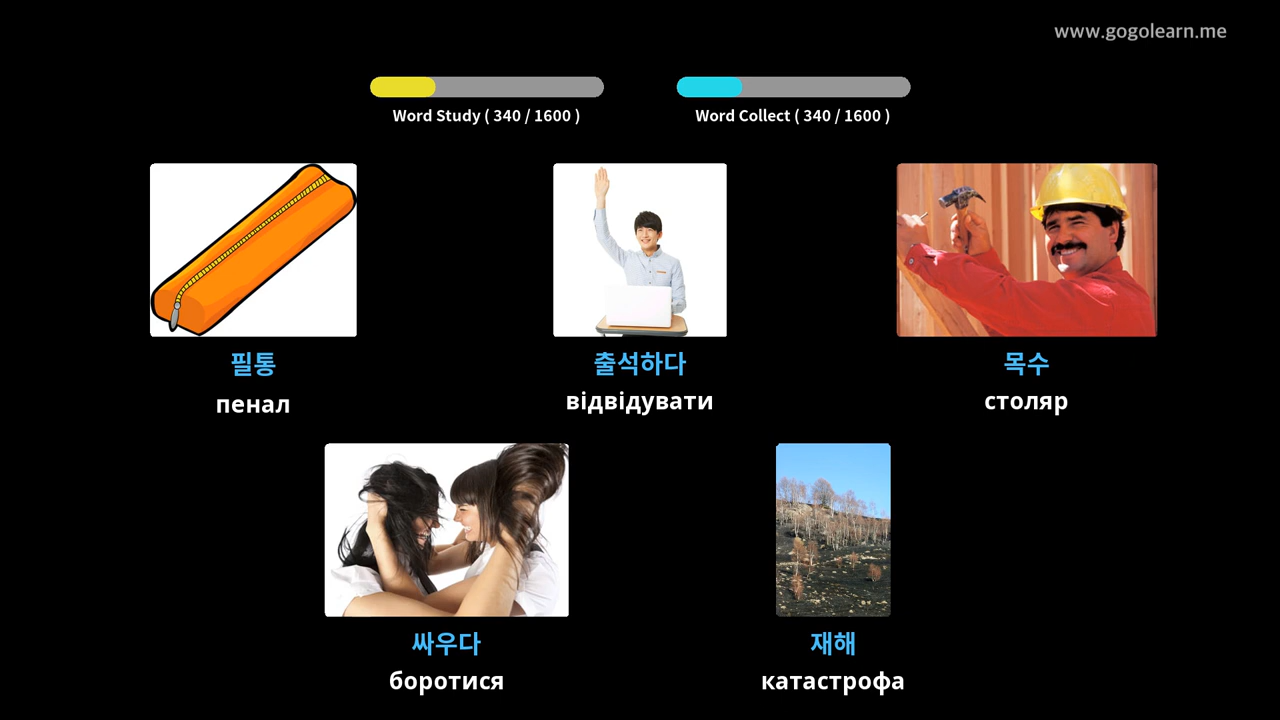 www.gogolearn.me
Word Study ( 340 / 1600 )
Word Collect ( 340 / 1600 )
필통
출석하다
목수
пенал
відвідувати
столяр
싸우다
재해
боротися
катастрофа